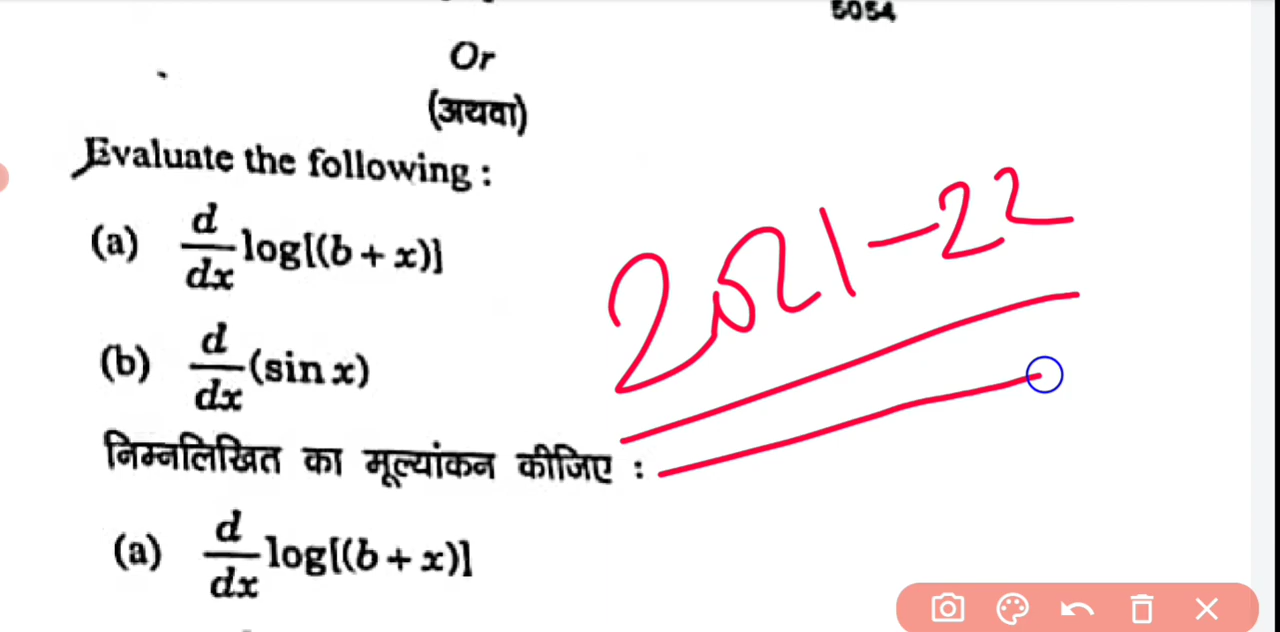 5054
Or
(अथवा)
Evaluate the following :
(a) d/dx log[(b + x)]
(b) d/dx (sin x)
2021-22
निम्नलिखित का मूल्यांकन कीजिए :
(a) d/dx log[(b + x)]